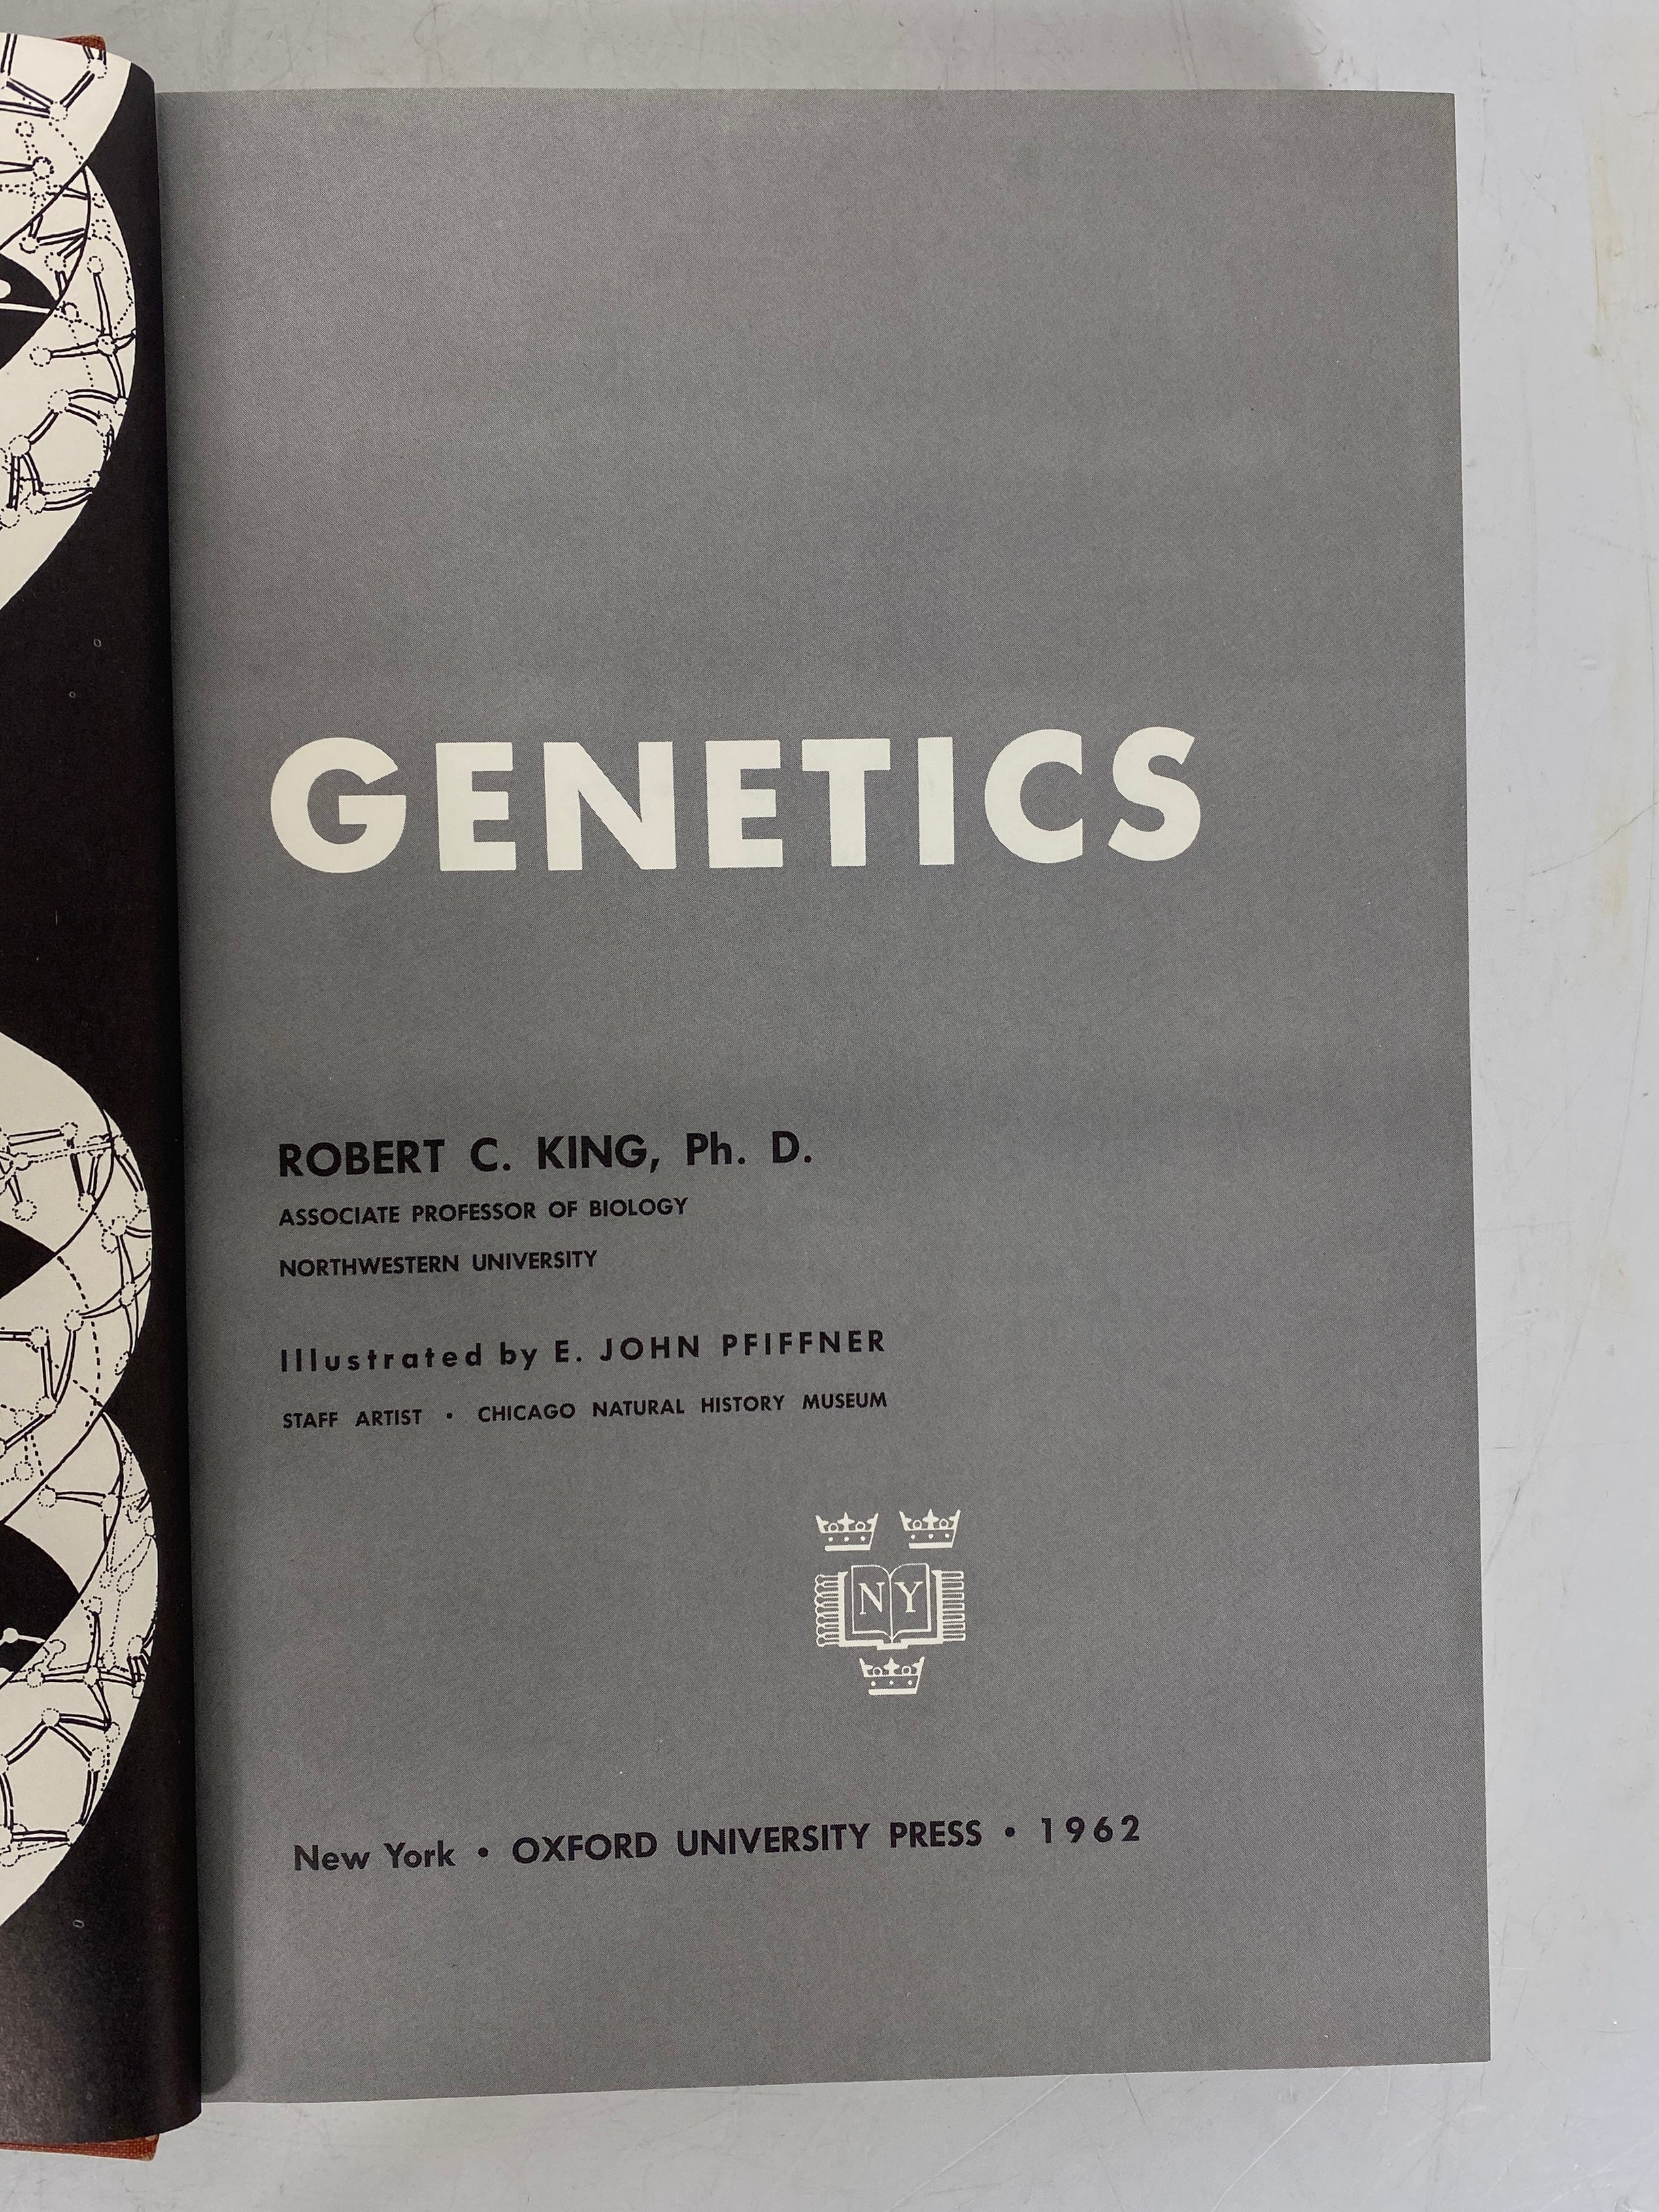 GENETICS
ROBERT C. KING, Ph. D.
ASSOCIATE PROFESSOR OF BIOLOGY
NORTHWESTERN UNIVERSITY
Illustrated by E. JOHN PFIFFNER
STAFF ARTIST • CHICAGO NATURAL HISTORY MUSEUM
NY
New York • OXFORD UNIVERSITY PRESS • 1962